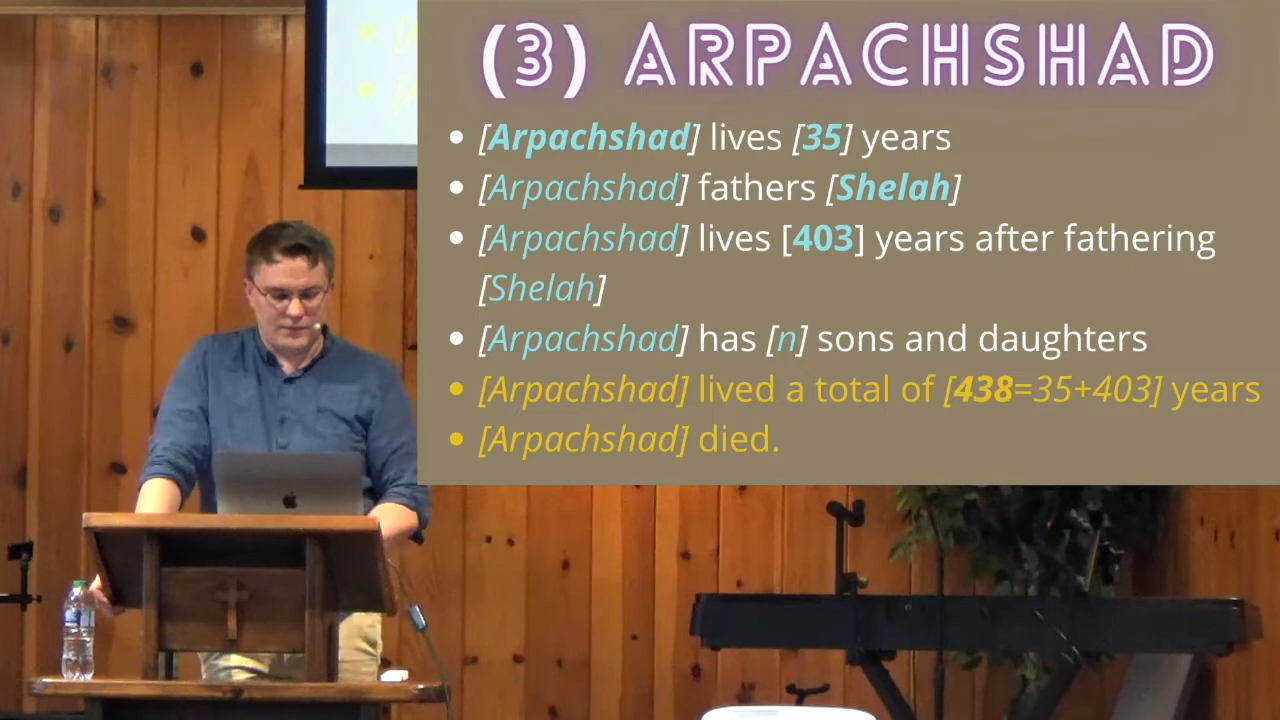 (3) ARPACHSHAD
• [Arpachshad] lives [35] years
• [Arpachshad] fathers [Shelah]
• [Arpachshad] lives [403] years after fathering
[Shelah]
• [Arpachshad] has [n] sons and daughters
• [Arpachshad] lived a total of [438=35+403] years
• [Arpachshad] died.